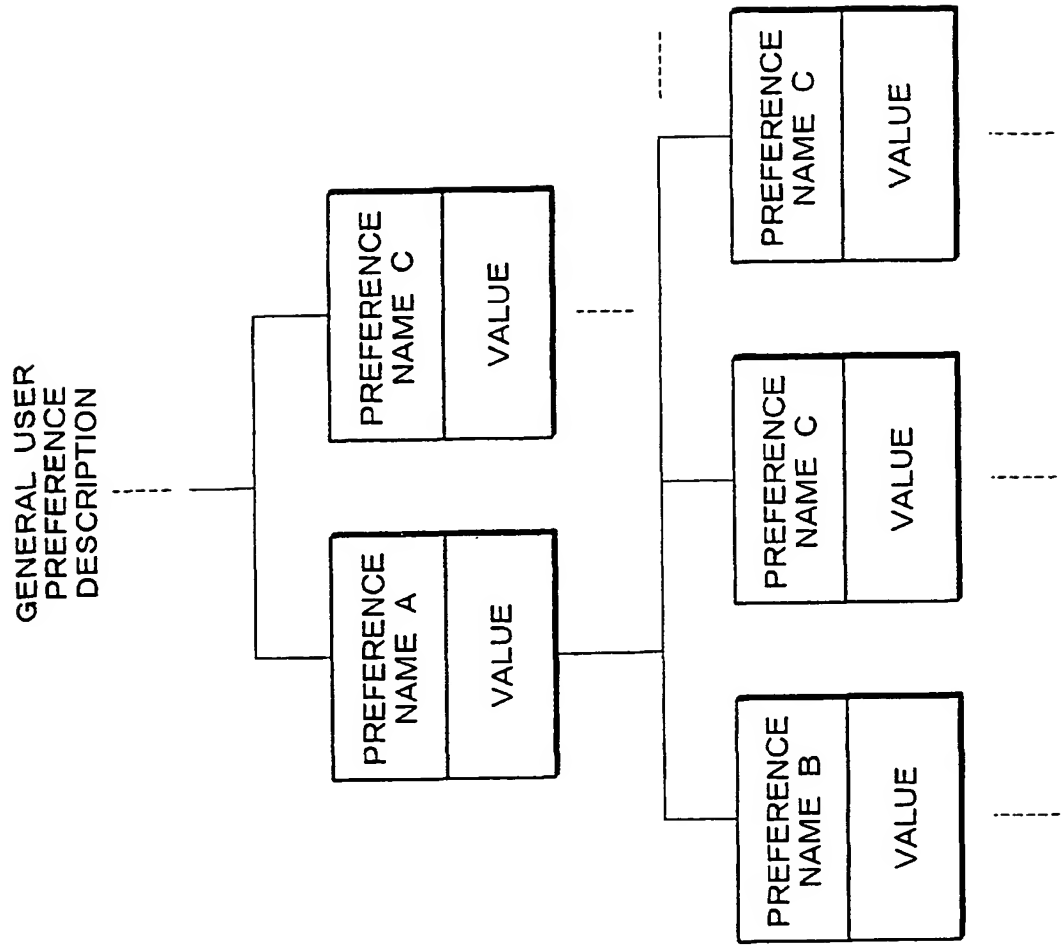 GENERAL USER
PREFERENCE
DESCRIPTION
PREFERENCE
NAME A
VALUE
PREFERENCE
NAME C
VALUE
PREFERENCE
NAME B
VALUE
PREFERENCE
NAME C
VALUE
PREFERENCE
NAME C
VALUE